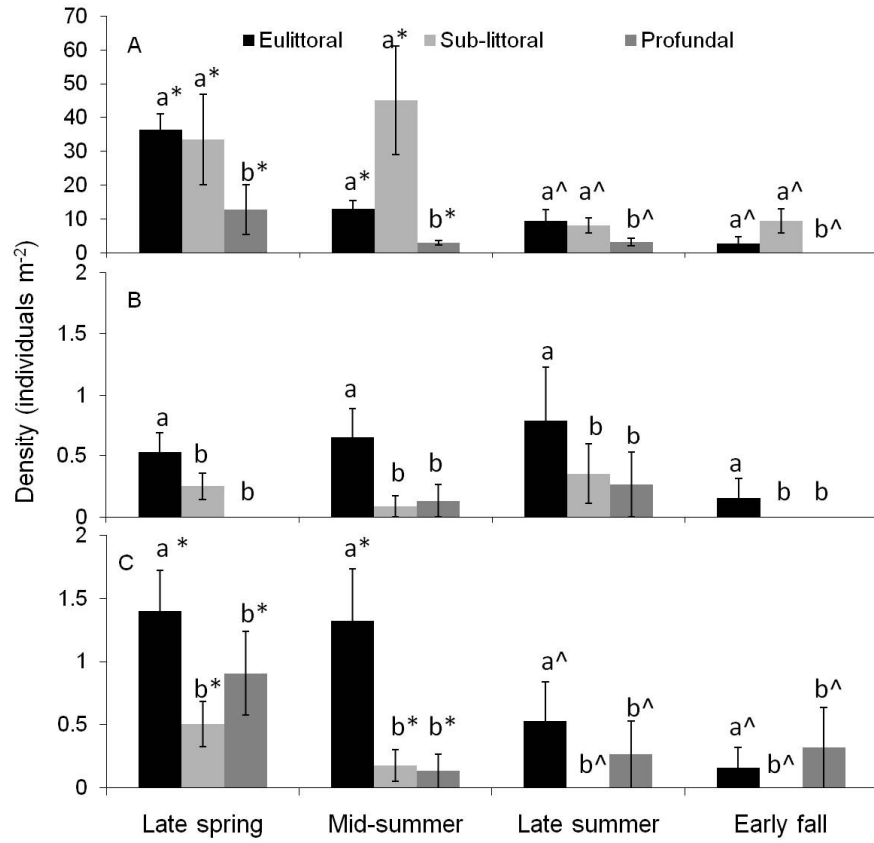 Density (individuals m-2)
A
Eulittoral Sub-littoral Profundal
70
60
50
40
30
20
10
0
a* a* b*
a* a* b*
a^ a^ b^
a^ a^ b^
B
2
1.5
1
0.5
0
a b b
a b b
a b b
a b b
C
2
1.5
1
0.5
0
a * b* b*
a* b* b*
a^ b^ b^
a^ b^ b^
Late spring Mid-summer Late summer Early fall